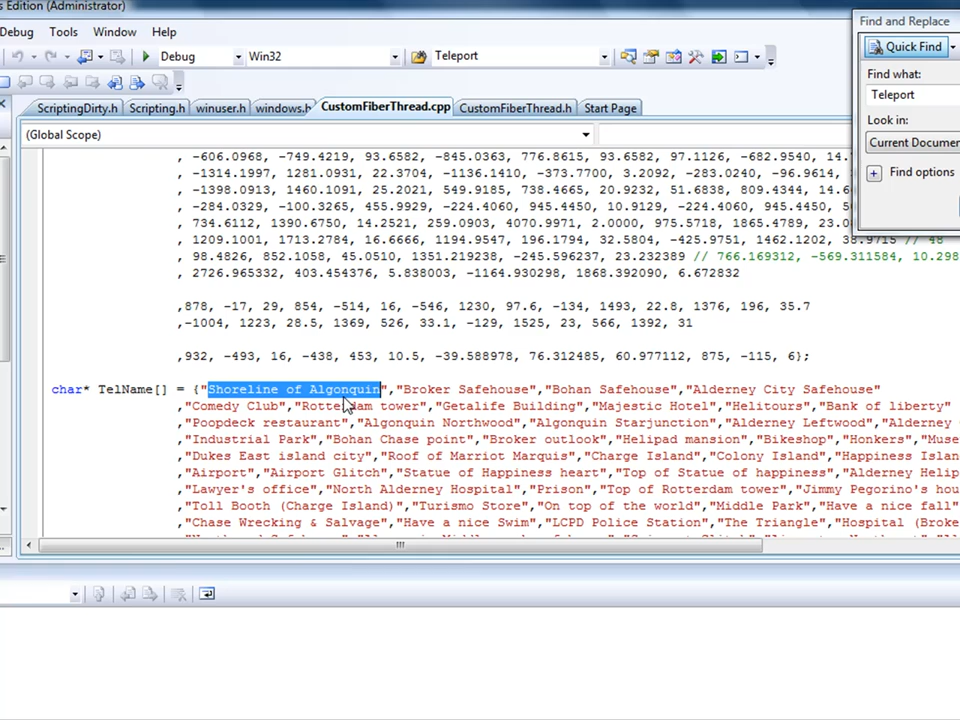 s Edition (Administrator)
Debug Tools Window Help
Debug Win32 Teleport
ScriptingDirty.h Scripting.h winuser.h windows.h CustomFiberThread.cpp CustomFiberThread.h Start Page
(Global Scope)
, -606.0968, -749.4219, 93.6582, -845.0363, 776.8615, 93.6582, 97.1126, -682.9540, 14.
, -1314.1997, 1281.0931, 22.3704, -1136.1410, -373.7700, 3.2092, -283.0240, -96.9614,
, -1398.0913, 1460.1091, 25.2021, 549.9185, 738.4665, 20.9232, 51.6838, 809.4344, 14.6
, -284.0329, -100.3265, 455.9929, -224.4060, 945.4450, 10.9129, -224.4060, 945.4450, 10
, 734.6112, 1390.6750, 14.2521, 259.0903, 4070.9971, 2.0000, 975.5718, 1865.4789, 23.0
, 1209.1001, 1713.2784, 16.6666, 1194.9547, 196.1794, 32.5804, -425.9751, 1462.1202, 38.9715 // 48
, 98.4826, 852.1058, 45.0510, 1351.219238, -245.596237, 23.232389 // 766.169312, -569.311584, 10.298
, 2726.965332, 403.454376, 5.838003, -1164.930298, 1868.392090, 6.672832
,878, -17, 29, 854, -514, 16, -546, 1230, 97.6, -134, 1493, 22.8, 1376, 196, 35.7
,-1004, 1223, 28.5, 1369, 526, 33.1, -129, 1525, 23, 566, 1392, 31
,932, -493, 16, -438, 453, 10.5, -39.588978, 76.312485, 60.977112, 875, -115, 6};
char* TelName[] = {"Shoreline of Algonquin","Broker Safehouse","Bohan Safehouse","Alderney City Safehouse"
,"Comedy Club","Rotterdam tower","Getalife Building","Majestic Hotel","Helitours","Bank of liberty"
,"Poopdeck restaurant","Algonquin Northwood","Algonquin Starjunction","Alderney Leftwood","Alderney
,"Industrial Park","Bohan Chase point","Broker outlook","Helipad mansion","Bikeshop","Honkers","Muse
,"Dukes East island city","Roof of Marriot Marquis","Charge Island","Colony Island","Happiness Islan
,"Airport","Airport Glitch","Statue of Happiness heart","Top of Statue of happiness","Alderney Helip
,"Lawyer's office","North Alderney Hospital","Prison","Top of Rotterdam tower","Jimmy Pegorino's hou
,"Toll Booth (Charge Island)","Turismo Store","On top of the world","Middle Park","Have a nice fall"
,"Chase Wrecking & Salvage","Have a nice Swim","LCPD Police Station","The Triangle","Hospital (Broke
Find and Replace
Quick Find
Find what:
Teleport
Look in:
Current Documen
Find options